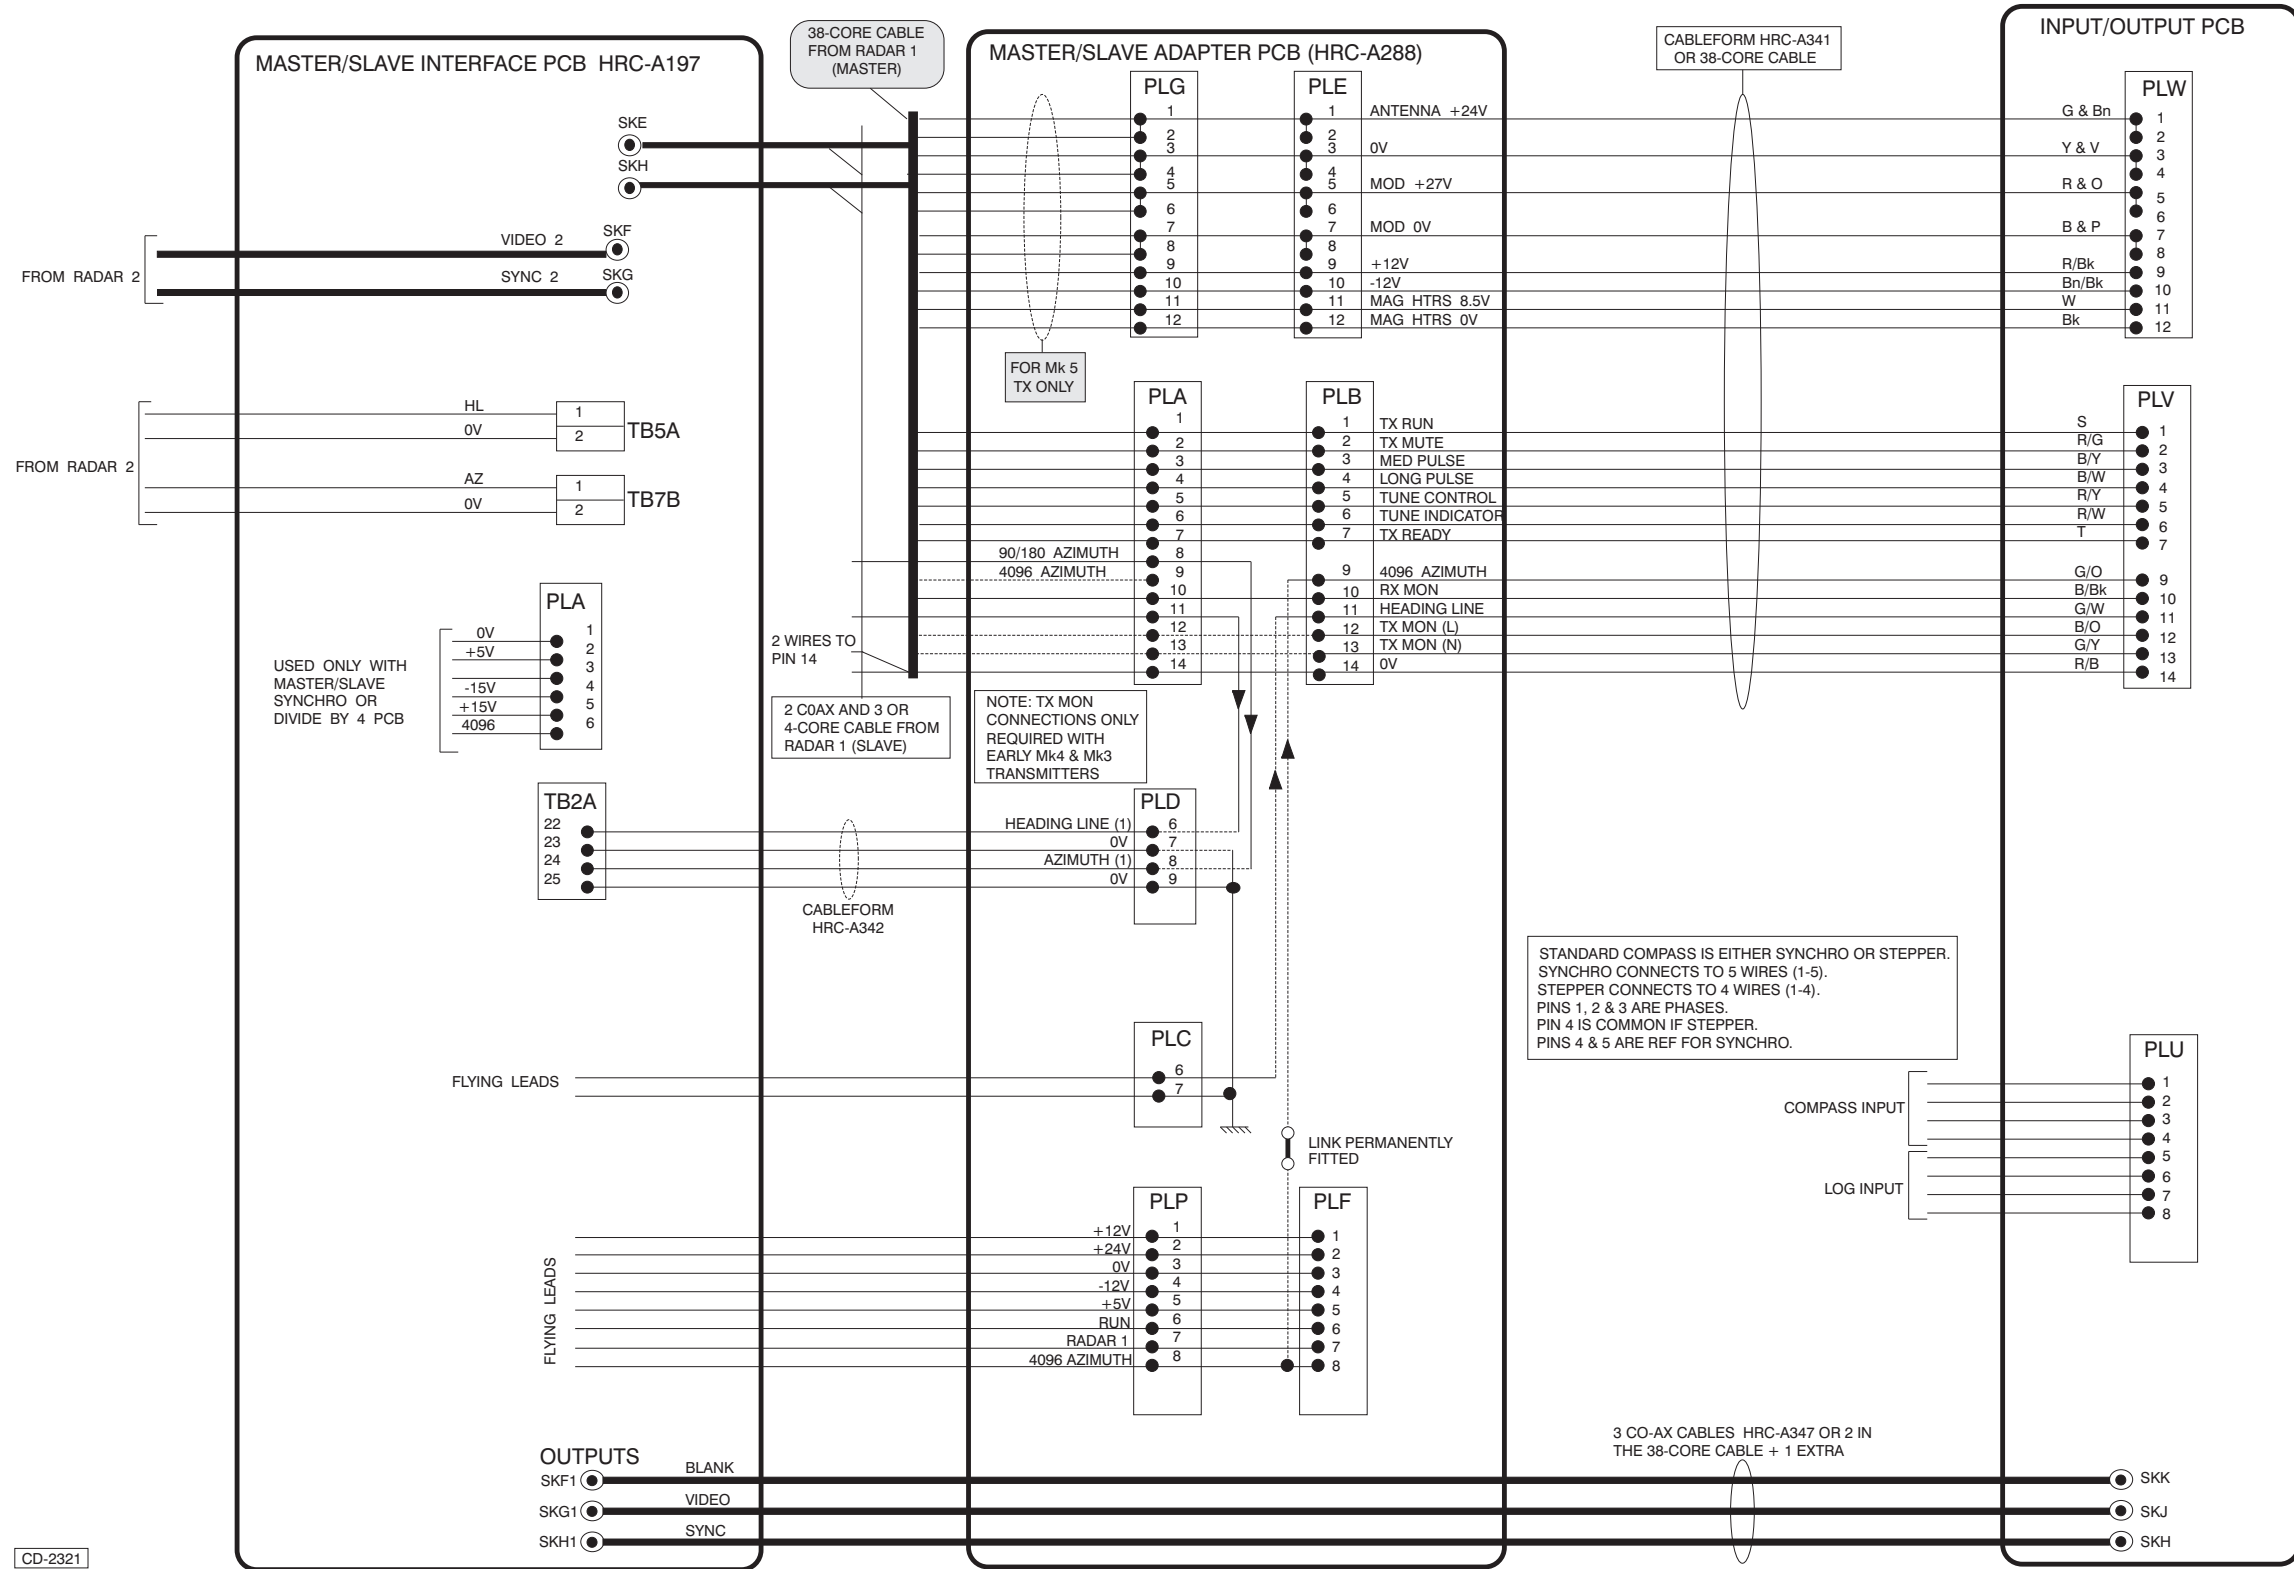 MASTER/SLAVE INTERFACE PCB HRC-A197
SKE
SKH
VIDEO 2
SKF
SYNC 2
SKG
FROM RADAR 2
HL
0V
1
2
TB5A
FROM RADAR 2
AZ
0V
1
2
TB7B
PLA
0V
+5V
-15V
+15V
4096
1
2
3
4
5
6
USED ONLY WITH
MASTER/SLAVE
SYNCHRO OR
DIVIDE BY 4 PCB
TB2A
22
23
24
25
CABLEFORM
HRC-A342
FLYING LEADS
FLYING LEADS
OUTPUTS
SKF1
BLANK
SKG1
VIDEO
SKH1
SYNC
CD-2321
38-CORE CABLE
FROM RADAR 1
(MASTER)
2 WIRES TO
PIN 14
2 C0AX AND 3 OR
4-CORE CABLE FROM
RADAR 1 (SLAVE)
MASTER/SLAVE ADAPTER PCB (HRC-A288)
PLG
1
2
3
4
5
6
7
8
9
10
11
12
PLE
1 ANTENNA +24V
2
3 0V
4
5 MOD +27V
6
7 MOD 0V
8
9 +12V
10 -12V
11 MAG HTRS 8.5V
12 MAG HTRS 0V
FOR Mk 5
TX ONLY
PLA
1
2
3
4
5
6
7
90/180 AZIMUTH 8
4096 AZIMUTH 9
10
11
12
13
14
PLB
1 TX RUN
2 TX MUTE
3 MED PULSE
4 LONG PULSE
5 TUNE CONTROL
6 TUNE INDICATOR
7 TX READY
9 4096 AZIMUTH
10 RX MON
11 HEADING LINE
12 TX MON (L)
13 TX MON (N)
14 0V
NOTE: TX MON
CONNECTIONS ONLY
REQUIRED WITH
EARLY Mk4 & Mk3
TRANSMITTERS
PLD
HEADING LINE (1) 6
0V 7
AZIMUTH (1) 8
0V 9
PLC
6
7
LINK PERMANENTLY
FITTED
PLP
+12V 1
+24V 2
0V 3
-12V 4
+5V 5
RUN 6
RADAR 1 7
4096 AZIMUTH 8
PLF
1
2
3
4
5
6
7
8
CABLEFORM HRC-A341
OR 38-CORE CABLE
STANDARD COMPASS IS EITHER SYNCHRO OR STEPPER.
SYNCHRO CONNECTS TO 5 WIRES (1-5).
STEPPER CONNECTS TO 4 WIRES (1-4).
PINS 1, 2 & 3 ARE PHASES.
PIN 4 IS COMMON IF STEPPER.
PINS 4 & 5 ARE REF FOR SYNCHRO.
3 CO-AX CABLES HRC-A347 OR 2 IN
THE 38-CORE CABLE + 1 EXTRA
INPUT/OUTPUT PCB
PLW
G & Bn 1
2
Y & V 3
4
R & O 5
6
B & P 7
8
R/Bk 9
Bn/Bk 10
W 11
Bk 12
PLV
S 1
R/G 2
B/Y 3
B/W 4
R/Y 5
R/W 6
T 7
G/O 9
B/Bk 10
G/W 11
B/O 12
G/Y 13
R/B 14
PLU
COMPASS INPUT
1
2
3
4
LOG INPUT
5
6
7
8
SKK
SKJ
SKH